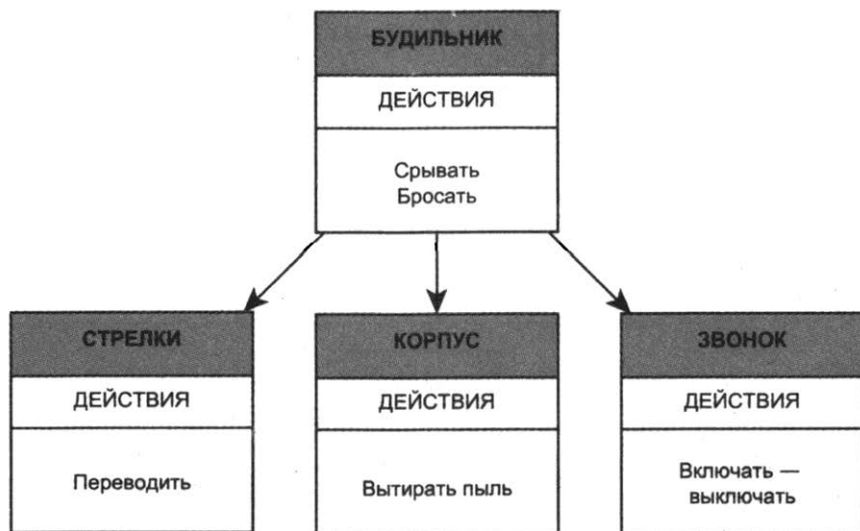 БУДИЛЬНИК
ДЕЙСТВИЯ
Срывать
Бросать
СТРЕЛКИ
ДЕЙСТВИЯ
Переводить
КОРПУС
ДЕЙСТВИЯ
Вытирать пыль
ЗВОНОК
ДЕЙСТВИЯ
Включать —
выключать